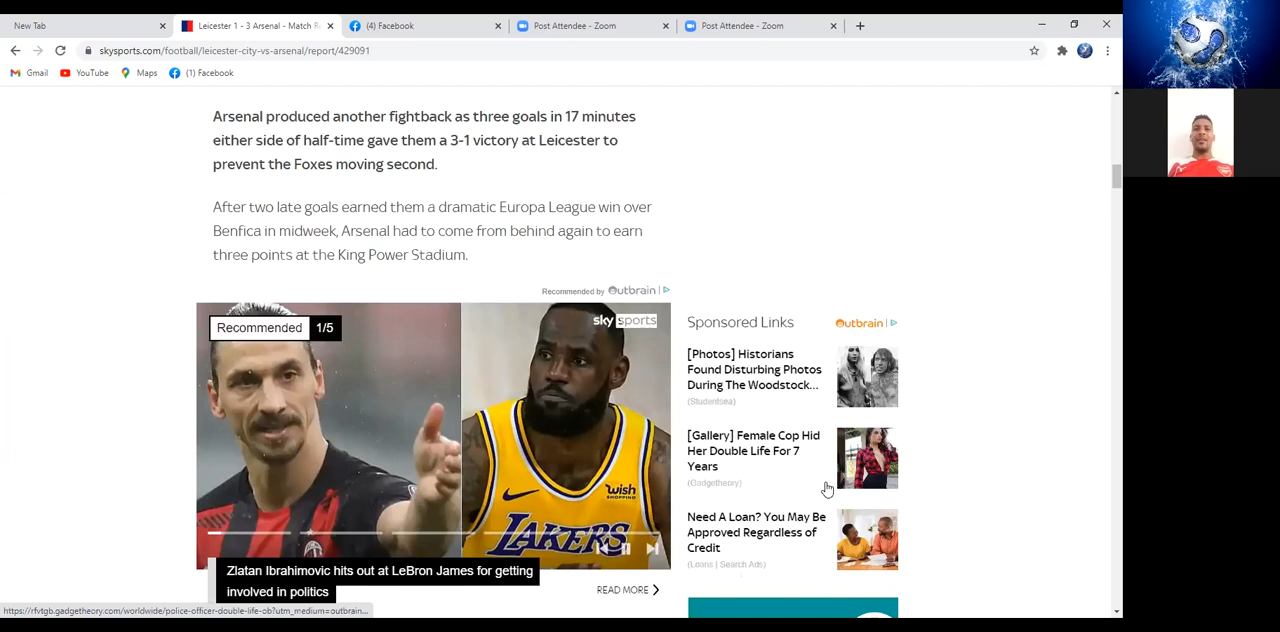 New Tab
Leicester 1 - 3 Arsenal - Match R
(4) Facebook
Post Attendee - Zoom
Post Attendee - Zoom
skysports.com/football/leicester-city-vs-arsenal/report/429091
Gmail
YouTube
Maps
(1) Facebook
Arsenal produced another fightback as three goals in 17 minutes
either side of half-time gave them a 3-1 victory at Leicester to
prevent the Foxes moving second.
After two late goals earned them a dramatic Europa League win over
Benfica in midweek, Arsenal had to come from behind again to earn
three points at the King Power Stadium.
Recommended by Outbrain
Recommended 1/5
sky sports
wish
SHOPPING
LAKERS
Zlatan Ibrahimovic hits out at LeBron James for getting
involved in politics
READ MORE
Sponsored Links
Outbrain
[Photos] Historians
Found Disturbing Photos
During The Woodstock...
(Studentsea)
[Gallery] Female Cop Hid
Her Double Life For 7
Years
(Gadgetheory)
Need A Loan? You May Be
Approved Regardless of
Credit
(Loans | Search Ads)
https://rfvtgb.gadgetheory.com/worldwide/police-officer-double-life-ob?utm_medium=outbrain...